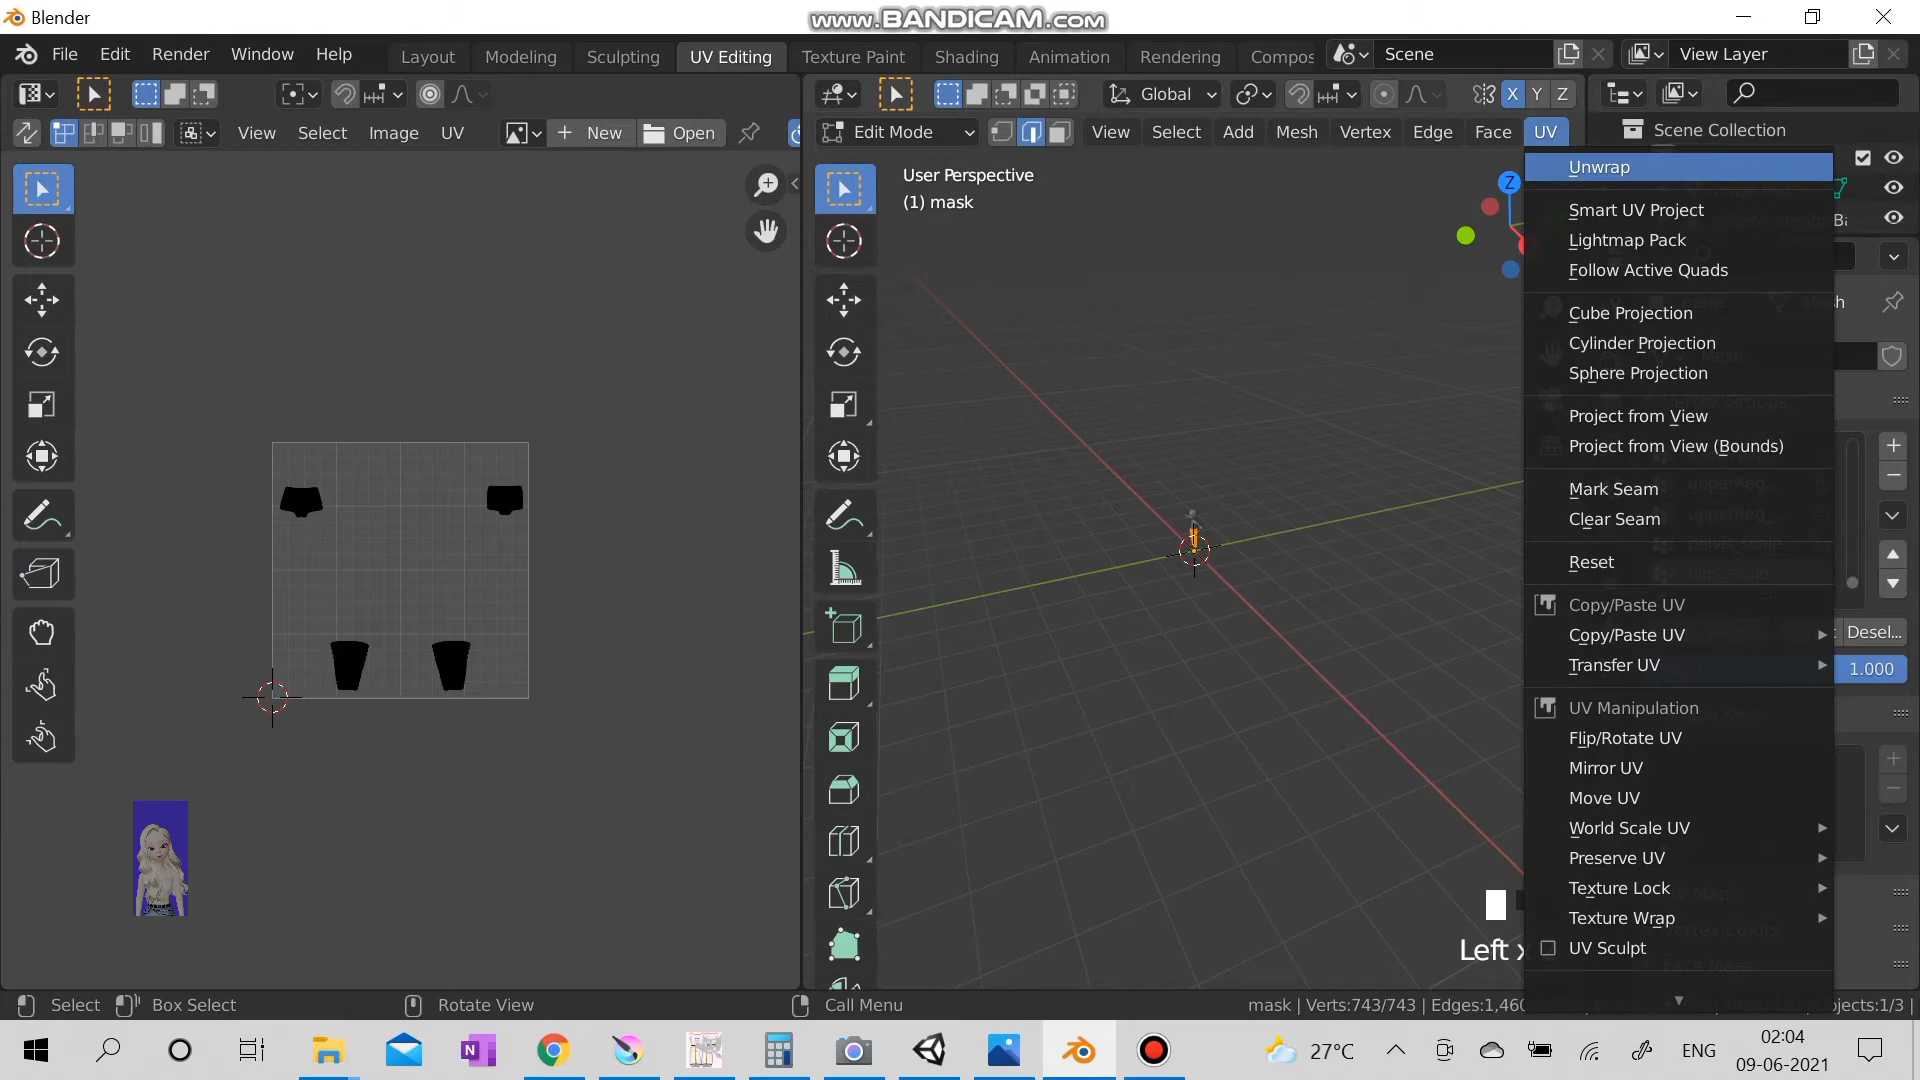 Blender
www.BANDICAM.com
File Edit Render Window Help
Layout Modeling Sculpting UV Editing Texture Paint Shading Animation Rendering Compos
Scene
View Layer
Global
X Y Z
View Select Image UV
New
Open
Edit Mode
View Select Add Mesh Vertex Edge Face UV
Scene Collection
User Perspective
(1) mask
Z
Unwrap
Smart UV Project
Lightmap Pack
Follow Active Quads
Cube Projection
Cylinder Projection
Sphere Projection
Project from View
Project from View (Bounds)
Mark Seam
Clear Seam
Reset
Copy/Paste UV
Copy/Paste UV
Transfer UV
UV Manipulation
Flip/Rotate UV
Mirror UV
Move UV
World Scale UV
Preserve UV
Texture Lock
Texture Wrap
UV Sculpt
Desel...
1.000
Left x
Select
Box Select
Rotate View
Call Menu
mask | Verts:743/743 | Edges:1,460
ojects:1/3 |
27°C
ENG
02:04
09-06-2021